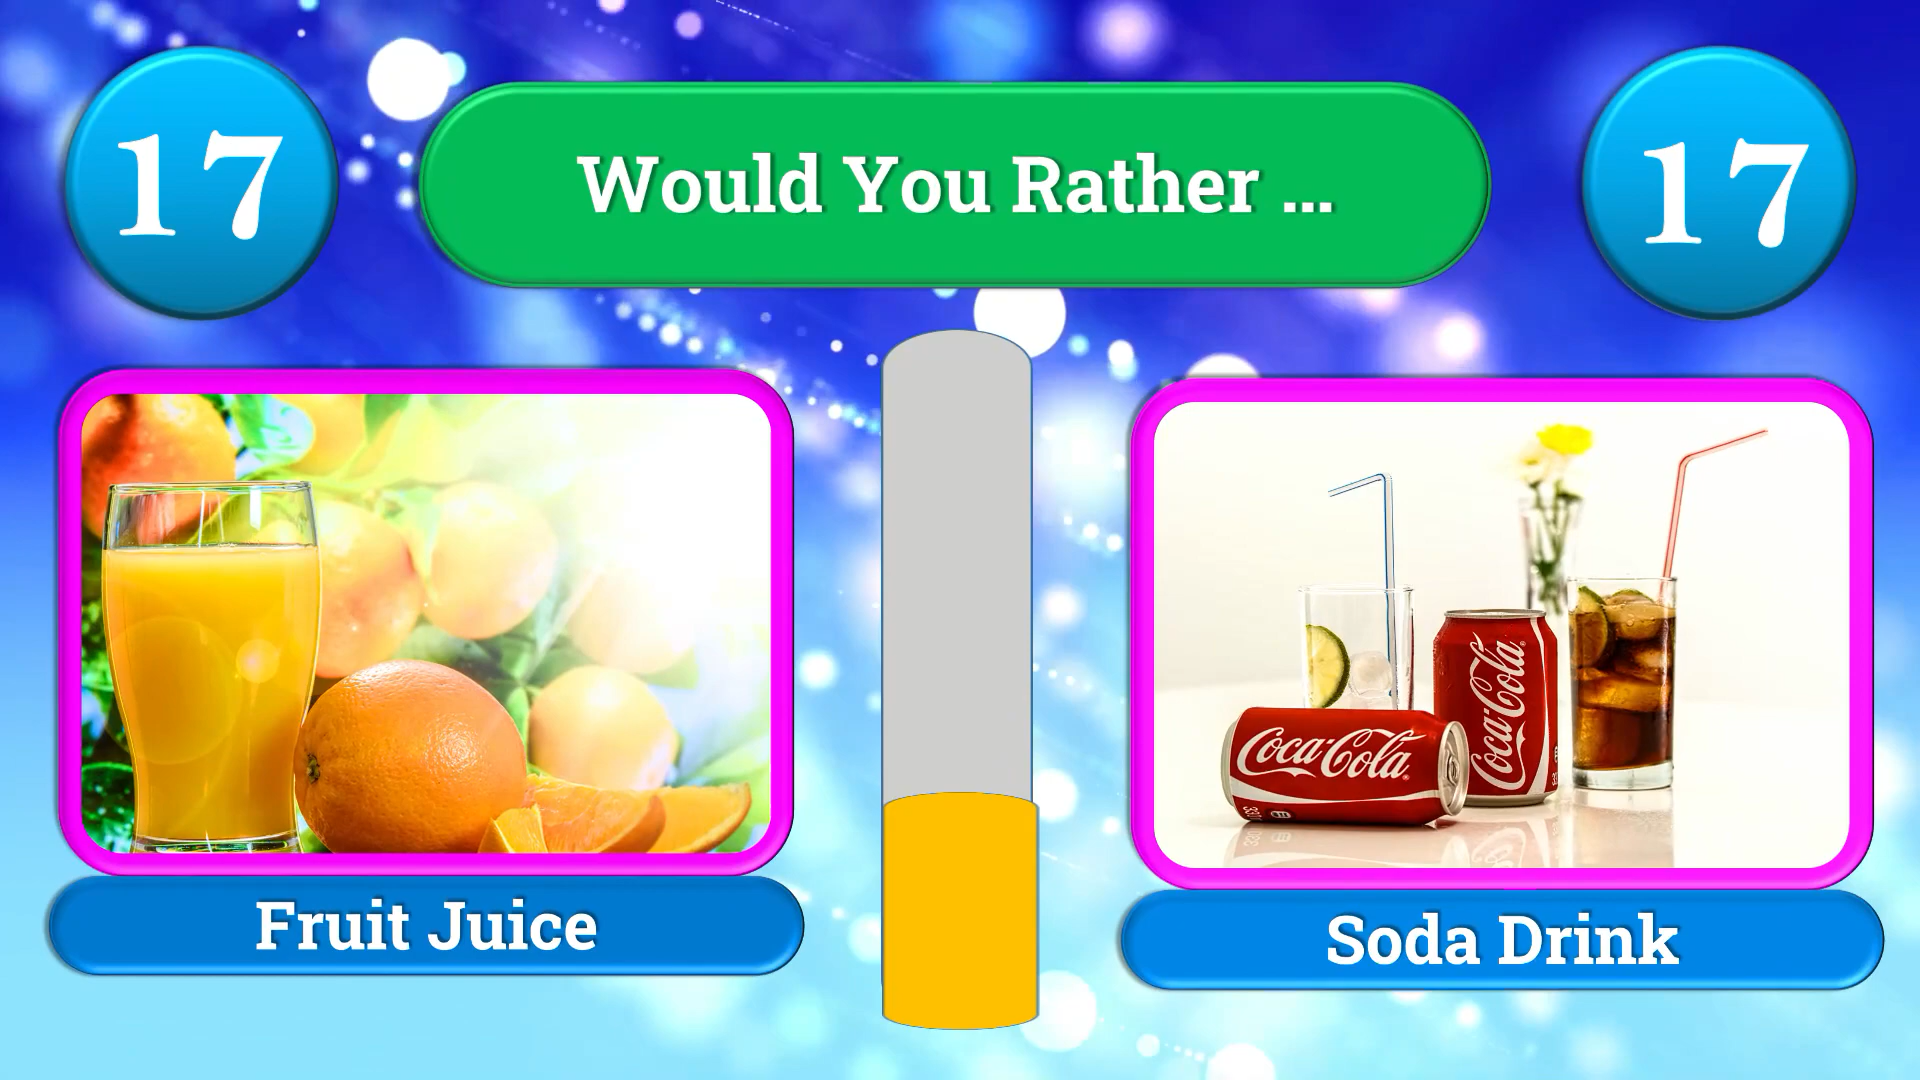 17
Would You Rather ...
17
Coca-Cola
Coca-Cola
Fruit Juice
Soda Drink